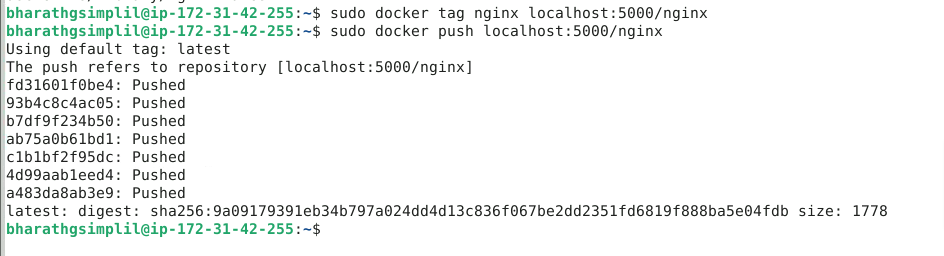 bharathgsimplil@ip-172-31-42-255:~$ sudo docker tag nginx localhost:5000/nginx
bharathgsimplil@ip-172-31-42-255:~$ sudo docker push localhost:5000/nginx
Using default tag: latest
The push refers to repository [localhost:5000/nginx]
fd31601f0be4: Pushed
93b4c8c4ac05: Pushed
b7df9f234b50: Pushed
ab75a0b61bd1: Pushed
c1b1bf2f95dc: Pushed
4d99aab1eed4: Pushed
a483da8ab3e9: Pushed
latest: digest: sha256:9a09179391eb34b797a024dd4d13c836f067be2dd2351fd6819f888ba5e04fdb size: 1778
bharathgsimplil@ip-172-31-42-255:~$